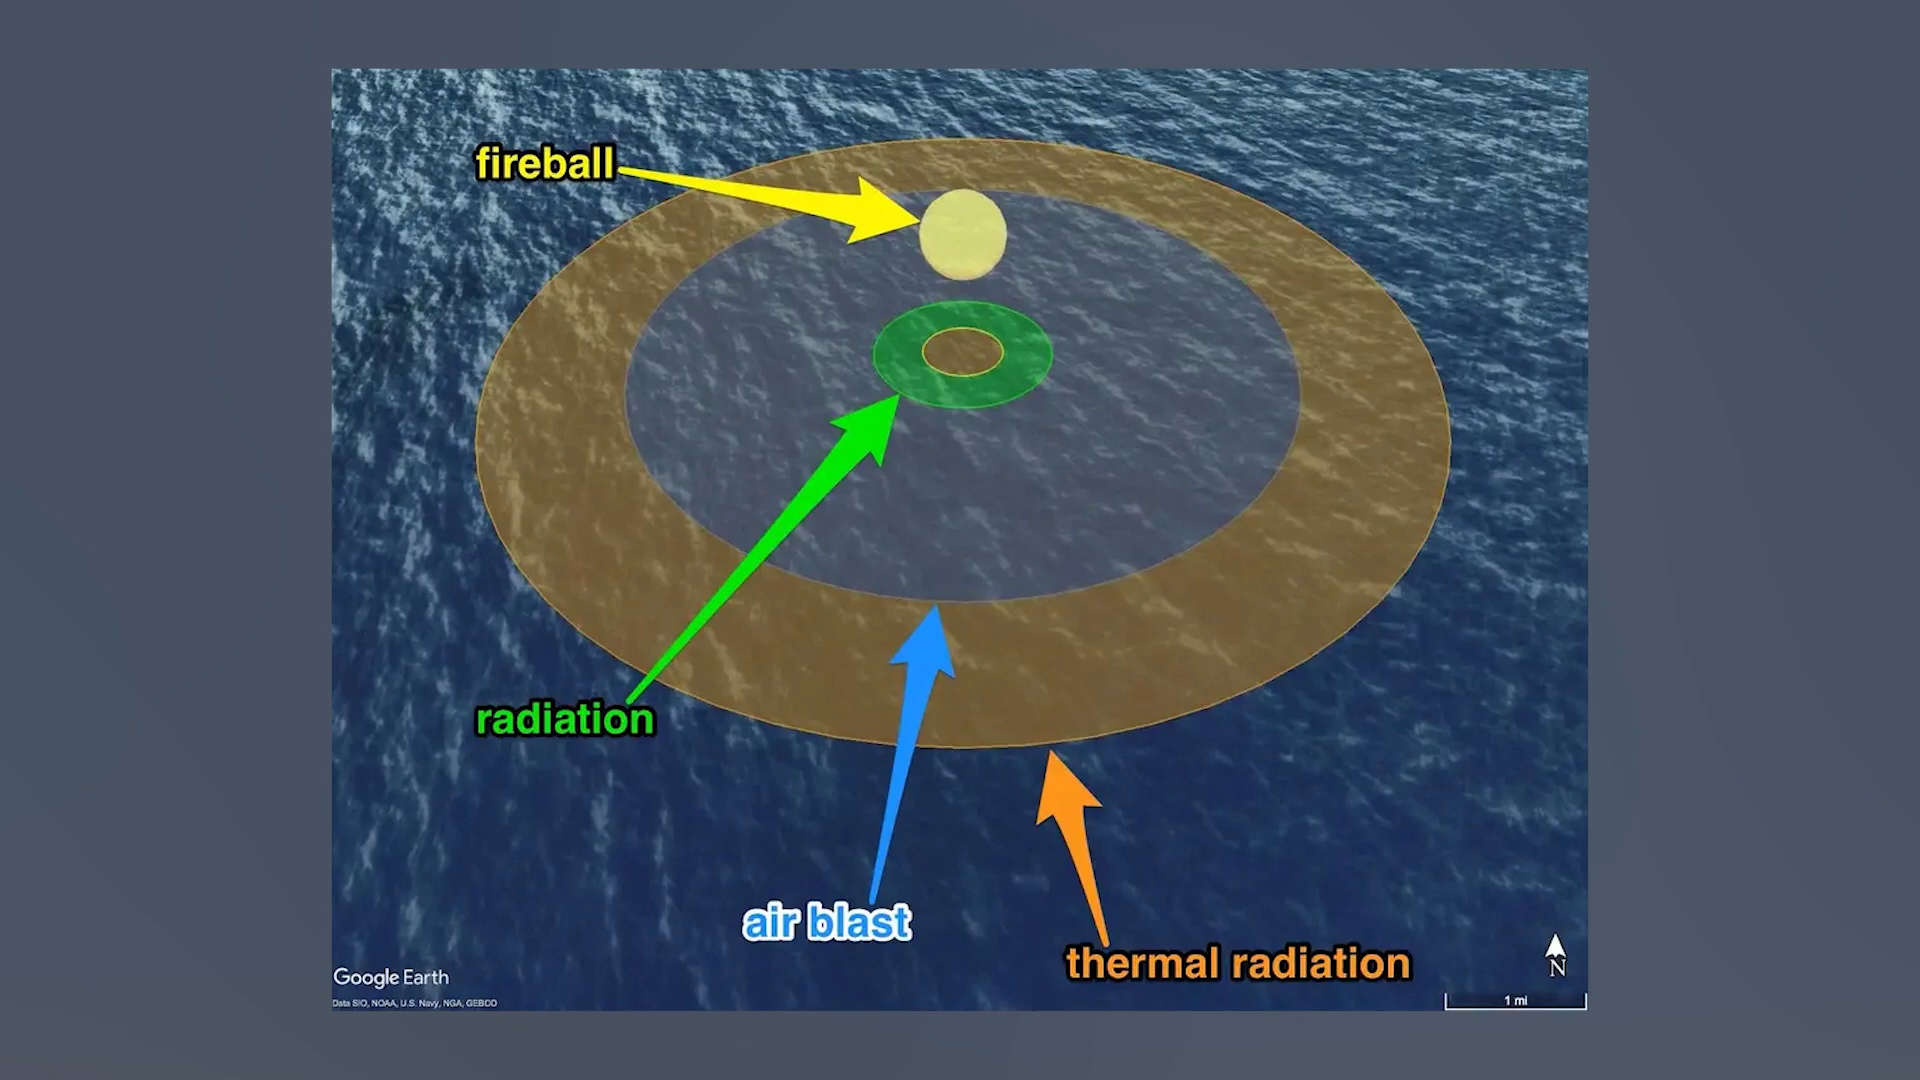 fireball
radiation
air blast
thermal radiation
N
Google Earth
Data SIO, NOAA, U.S. Navy, NGA, GEBCO
1 mi